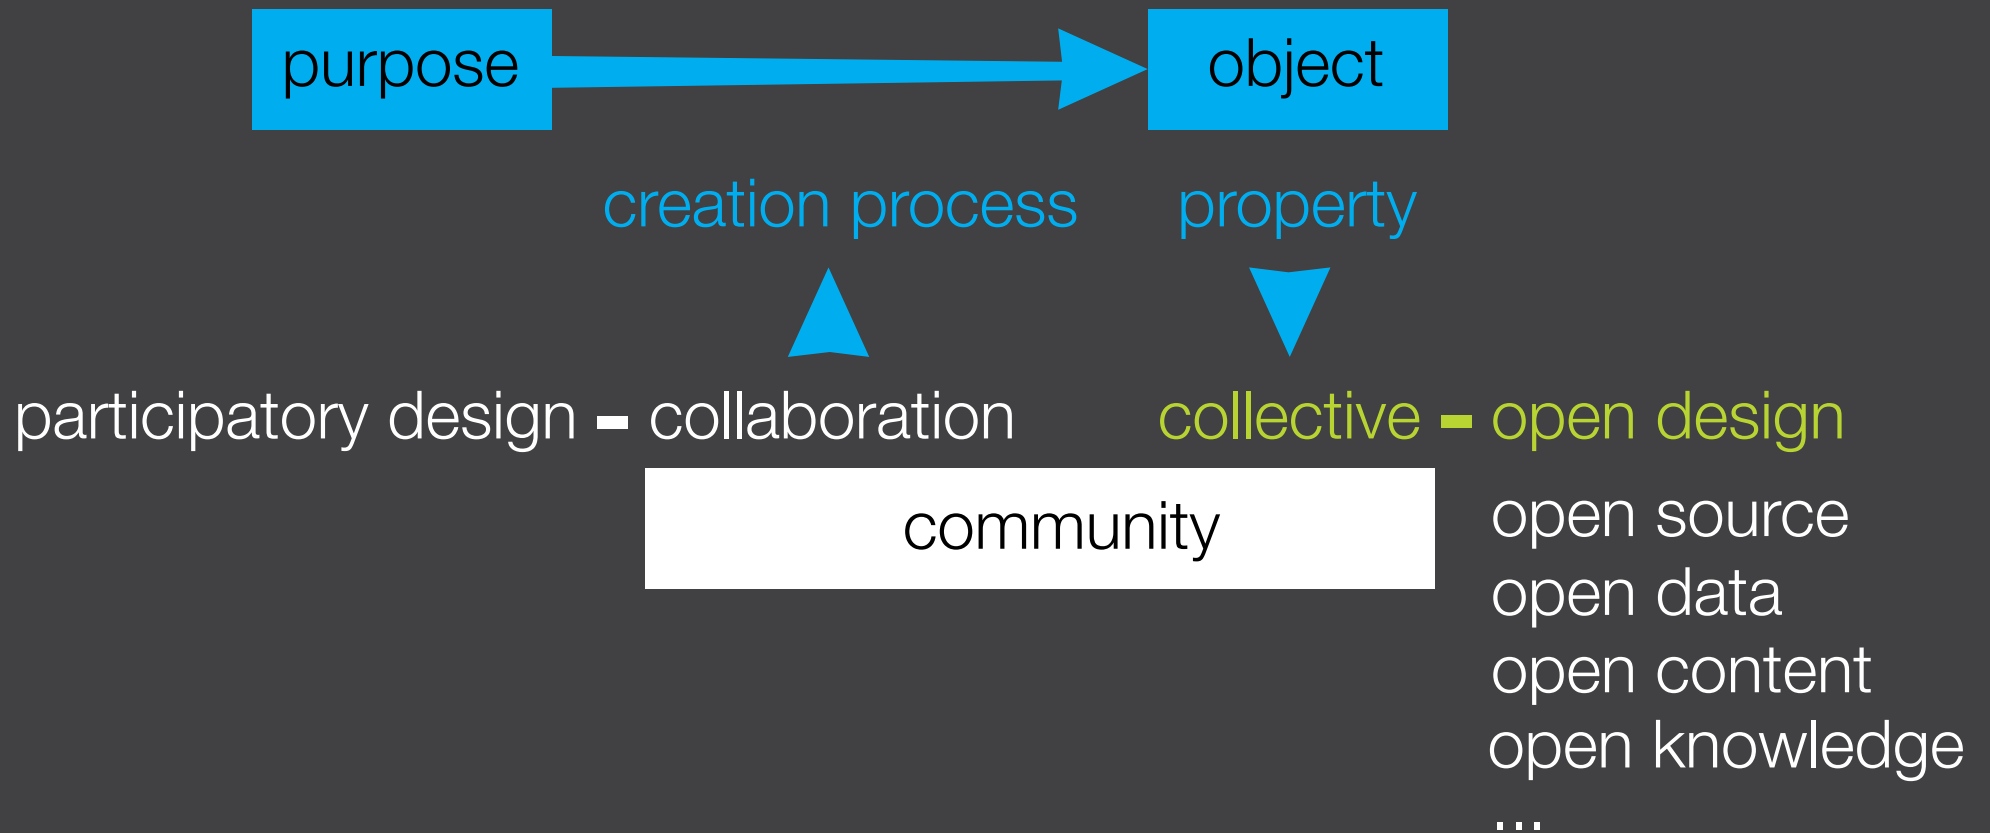 purpose object
creation process property
participatory design - collaboration collective - open design
community
open source
open data
open content
open knowledge
...